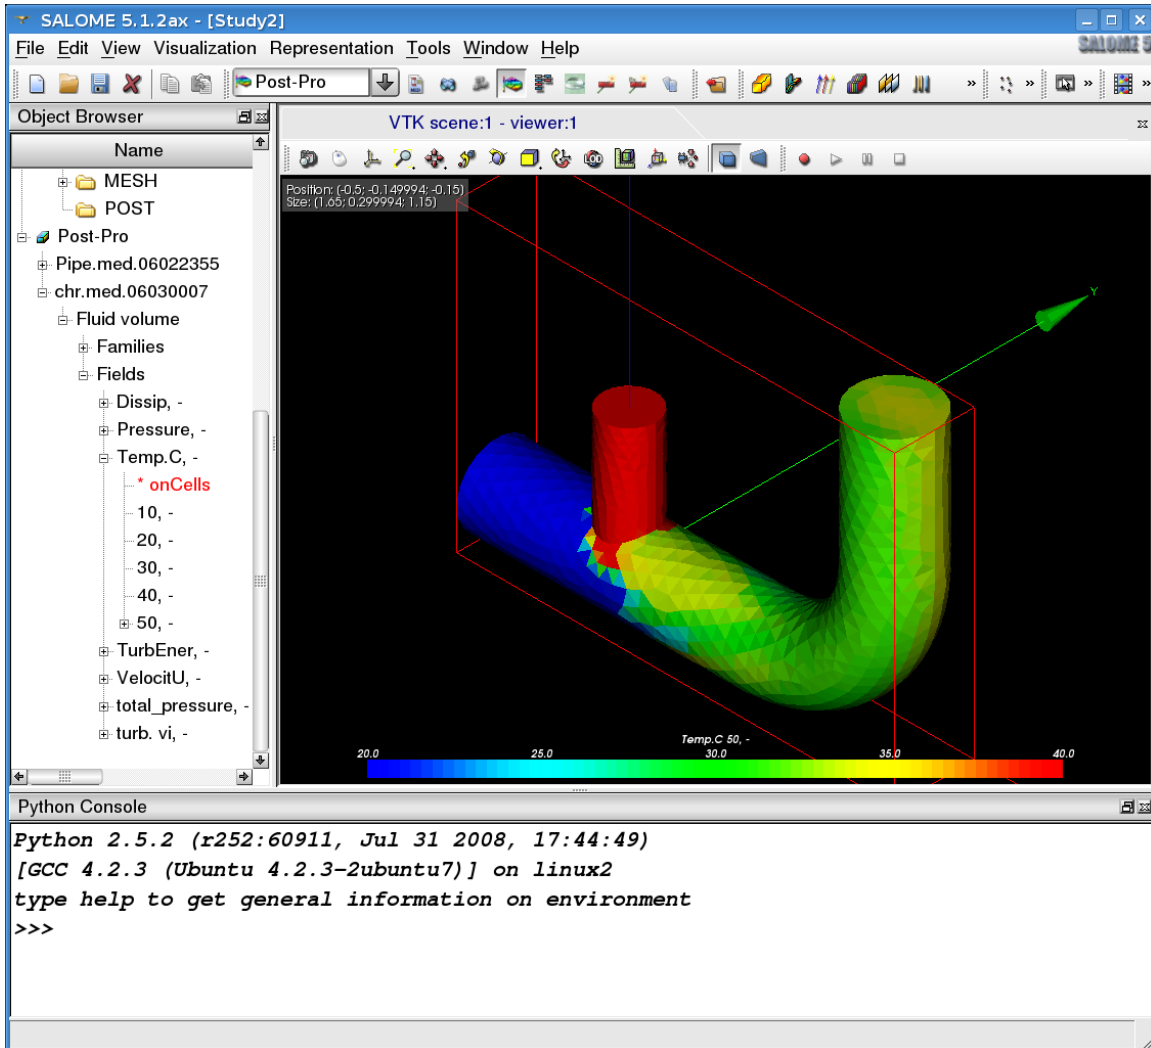 SALOME 5.1.2ax - [Study2]
File Edit View Visualization Representation Tools Window Help
SALOME 5
Post-Pro
» » » »
Object Browser
VTK scene:1 - viewer:1
Name
MESH
POST
Post-Pro
Pipe.med.06022355
chr.med.06030007
Fluid volume
Families
Fields
Dissip, -
Pressure, -
Temp.C, -
* onCells
10, -
20, -
30, -
40, -
50, -
TurbEner, -
VelocitU, -
total_pressure, -
turb. vi, -
Position: (-0.5; -0.149994; -0.15)
Size: (1.65; 0.299994; 1.15)
Y
Temp.C 50, -
20.0 25.0 30.0 35.0 40.0
Python Console
Python 2.5.2 (r252:60911, Jul 31 2008, 17:44:49)
[GCC 4.2.3 (Ubuntu 4.2.3-2ubuntu7)] on linux2
type help to get general information on environment
>>>